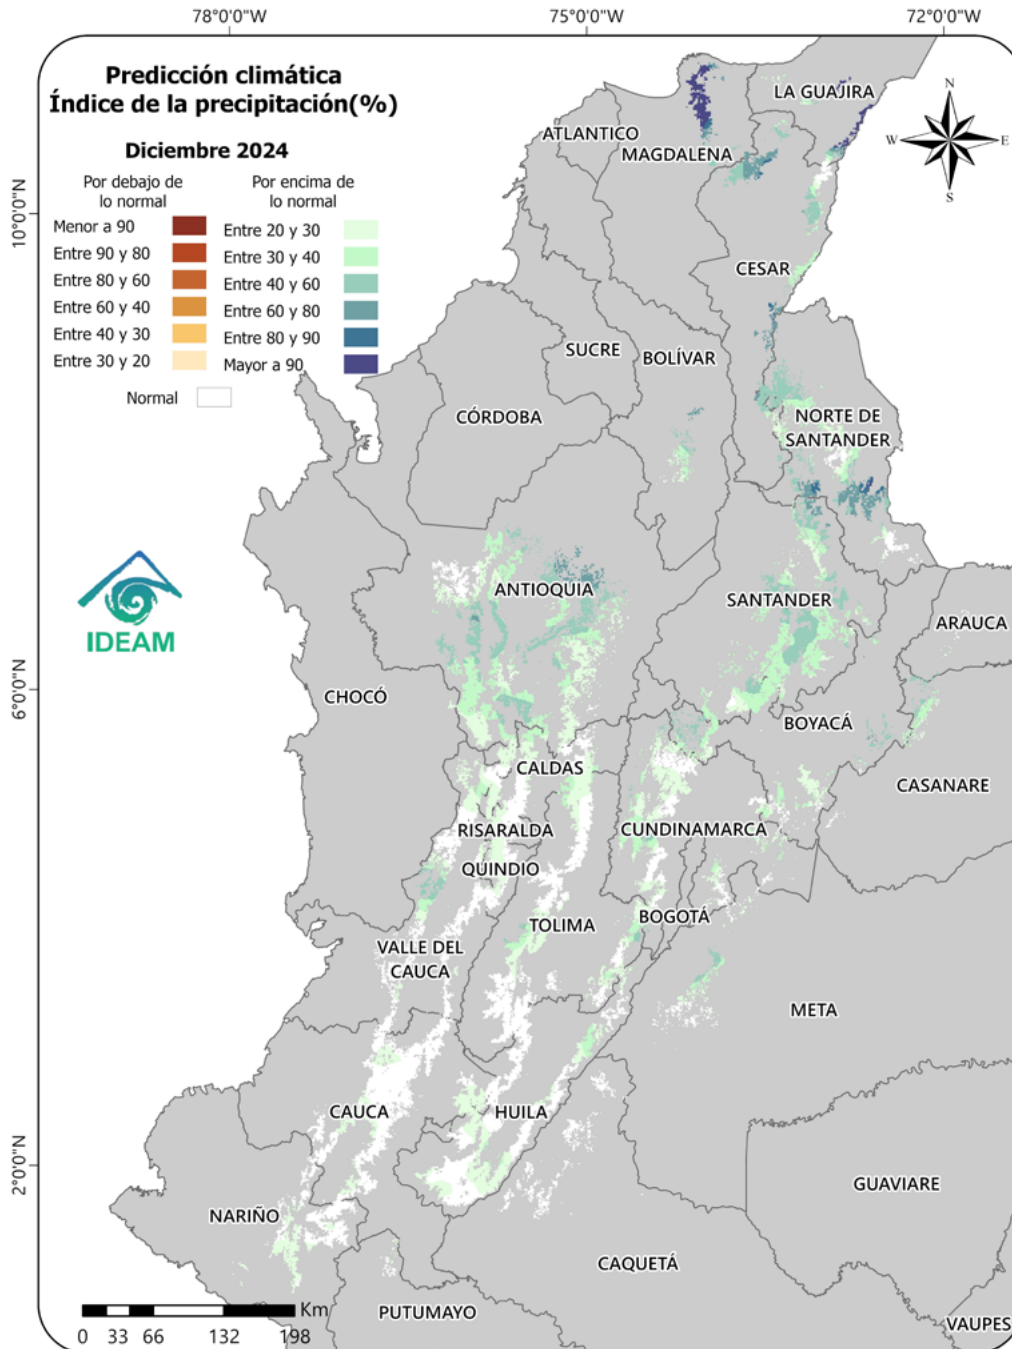 78°0'0"W
75°0'0"W
72°0'0"W
Predicción climática
Índice de la precipitación(%)
Diciembre 2024
Por debajo de
lo normal
Por encima de
lo normal
Menor a 90
Entre 20 y 30
Entre 90 y 80
Entre 30 y 40
Entre 80 y 60
Entre 40 y 60
Entre 60 y 40
Entre 60 y 80
Entre 40 y 30
Entre 80 y 90
Entre 30 y 20
Mayor a 90
Normal
N
W
E
S
10°0'0"N
6°0'0"N
2°0'0"N
LA GUAJIRA
ATLANTICO
MAGDALENA
CESAR
SUCRE
BOLÍVAR
CÓRDOBA
NORTE DE
SANTANDER
IDEAM
ANTIOQUIA
SANTANDER
ARAUCA
CHOCÓ
BOYACÁ
CALDAS
CASANARE
RISARALDA
CUNDINAMARCA
QUINDIO
BOGOTÁ
TOLIMA
VALLE DEL
CAUCA
META
CAUCA
HUILA
GUAVIARE
NARIÑO
CAQUETÁ
PUTUMAYO
VAUPES
Km
0 33 66 132 198